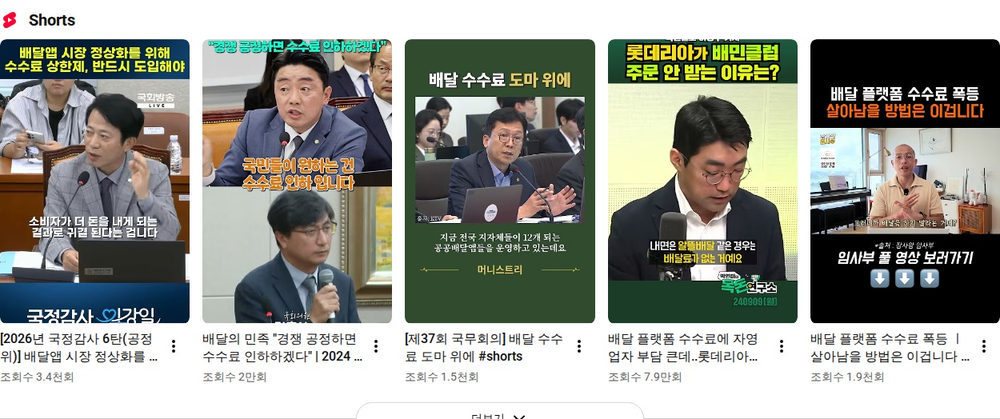 Shorts
배달앱 시장 정상화를 위해
수수료 상한제, 반드시 도입해야
국회방송
LIVE
소비자가 더 돈을 내게 되는
결과로 귀결 된다는 겁니다
국정감사
[2026년 국정감사 6탄(공정
위)] 배달앱 시장 정상화를 ...
조회수 3.4천회
"경쟁 공정하면 수수료 인하하겠다"
국민들이 원하는 건
수수료 인하 입니다
배달의 민족 "경쟁 공정하면
수수료 인하하겠다" | 2024 ...
조회수 2만회
배달 수수료 도마 위에
지금 전국 지자체들이 12개 되는
공공배달앱들을 운영하고 있는데요
머니스트리
[제37회 국무회의] 배달 수수
료 도마 위에 #shorts
조회수 1.5천회
롯데리아가 배민클럽
주문 안 받는 이유는?
내면은 알뜰배달 같은 경우는
배달료가 없는 거예요
목돈연구소
240909[월]
배달 플랫폼 수수료에 자영
업자 부담 큰데..롯데리아...
조회수 7.9만회
배달 플랫폼 수수료 폭등
살아남을 방법은 이겁니다
*출처 : 장사왕 임사부
임사부 풀 영상 보러가기
배달 플랫폼 수수료 폭등 ㅣ
살아남을 방법은 이겁니다 ...
조회수 1.9천회